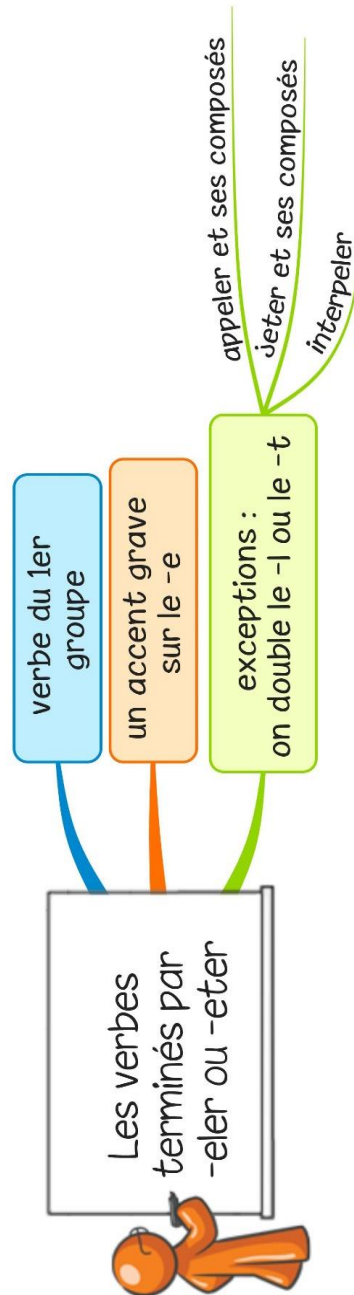 Les verbes
terminés par
-eler ou -eter
verbe du 1er
groupe
un accent grave
sur le -e
exceptions :
on double le -l ou le -t
appeler et ses composés
jeter et ses composés
interpeler